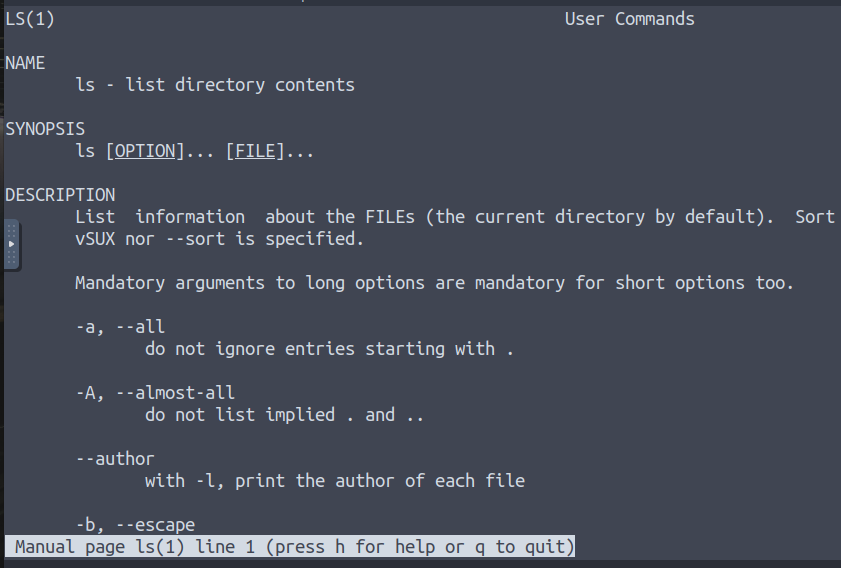 LS(1) User Commands
NAME
ls - list directory contents
SYNOPSIS
ls [OPTION]... [FILE]...
DESCRIPTION
List  information  about the FILEs (the current directory by default).  Sort
vSUX nor --sort is specified.
Mandatory arguments to long options are mandatory for short options too.
-a, --all
do not ignore entries starting with .
-A, --almost-all
do not list implied . and ..
--author
with -l, print the author of each file
-b, --escape
Manual page ls(1) line 1 (press h for help or q to quit)